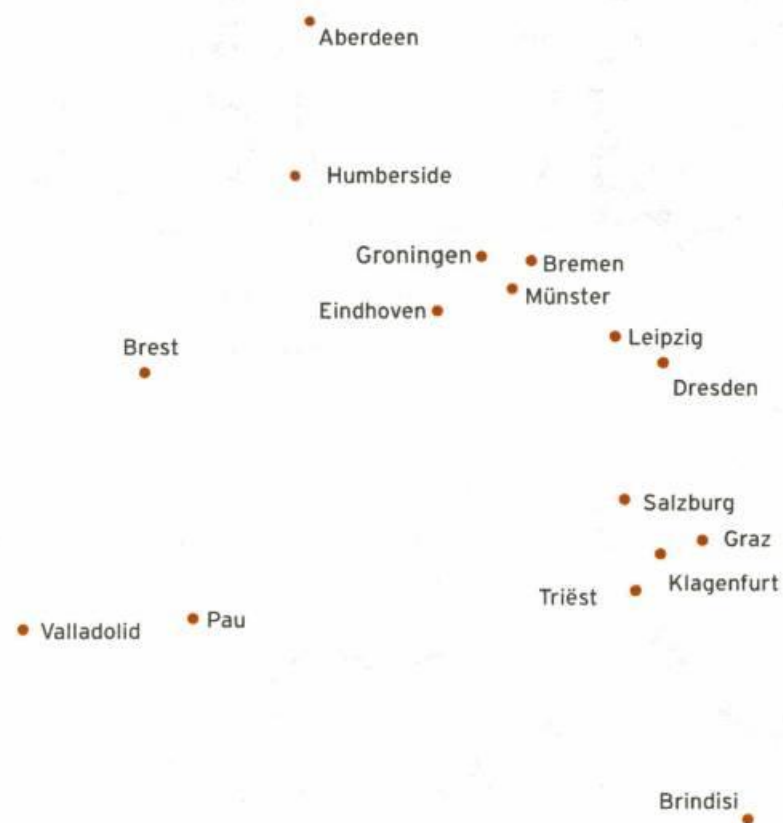 Aberdeen
Humberside
Groningen
Bremen
Münster
Eindhoven
Leipzig
Brest
Dresden
Salzburg
Graz
Klagenfurt
Triëst
Pau
Valladolid
Brindisi